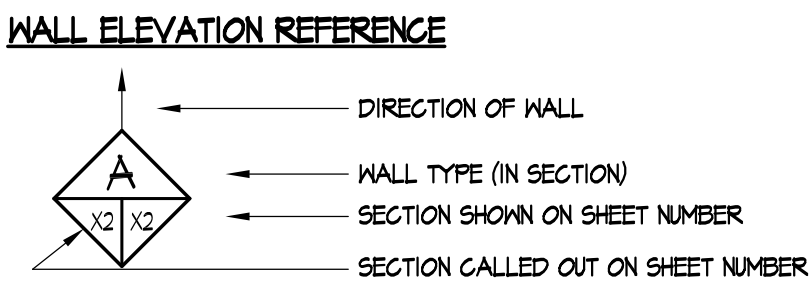 WALL ELEVATION REFERENCE
DIRECTION OF WALL
A
WALL TYPE (IN SECTION)
X2 X2
SECTION SHOWN ON SHEET NUMBER
SECTION CALLED OUT ON SHEET NUMBER